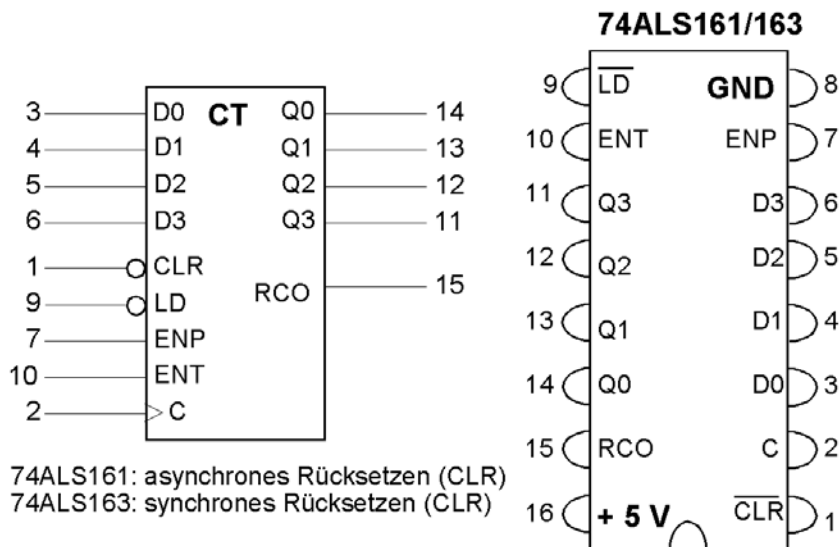 74ALS161/163
3 D0 CT Q0 14
4 D1 Q1 13
5 D2 Q2 12
6 D3 Q3 11
1 CLR
9 LD
RCO 15
7 ENP
10 ENT
2 C
74ALS161: asynchrones Rücksetzen (CLR)
74ALS163: synchrones Rücksetzen (CLR)
9 LD GND 8
10 ENT ENP 7
11 Q3 D3 6
12 Q2 D2 5
13 Q1 D1 4
14 Q0 D0 3
15 RCO C 2
16 + 5 V CLR 1